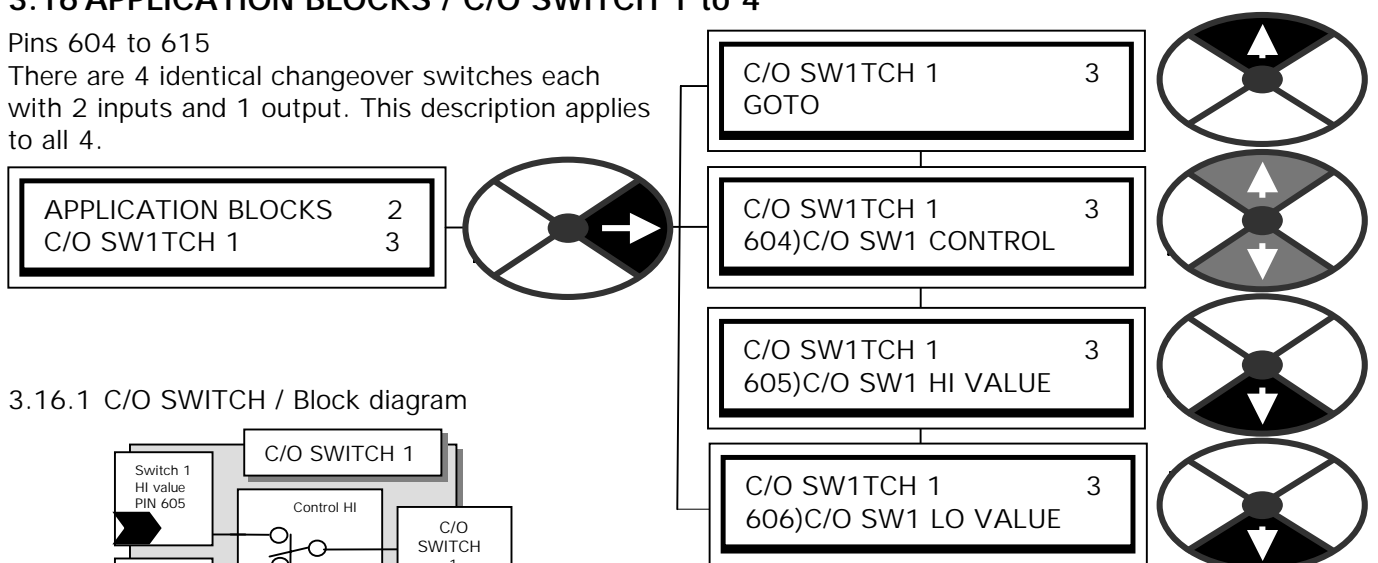 3.16 APPLICATION BLOCKS / C/O SWITCH 1 to 4
Pins 604 to 615
There are 4 identical changeover switches each
with 2 inputs and 1 output. This description applies
to all 4.
APPLICATION BLOCKS 2
C/O SW1TCH 1 3
C/O SW1TCH 1 3
GOTO
C/O SW1TCH 1 3
604)C/O SW1 CONTROL
C/O SW1TCH 1 3
605)C/O SW1 HI VALUE
C/O SW1TCH 1 3
606)C/O SW1 LO VALUE
3.16.1 C/O SWITCH / Block diagram
C/O SWITCH 1
Switch 1
HI value
PIN 605
Control HI
C/O
SWITCH
1